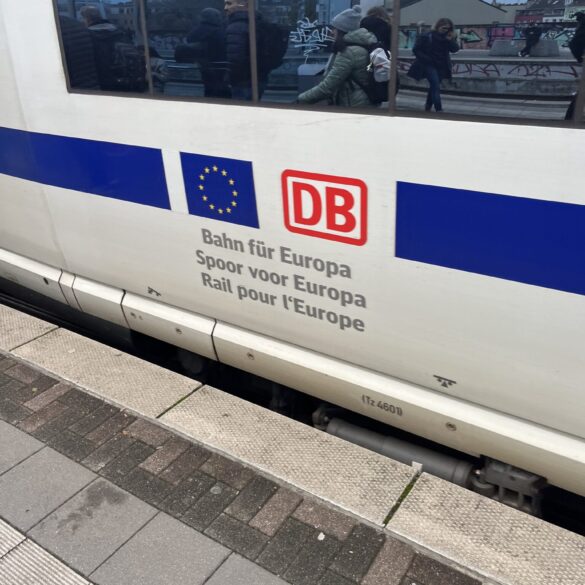 DB
Bahn für Europa
Spoor voor Europa
Rail pour l'Europe
(Tz 4601)